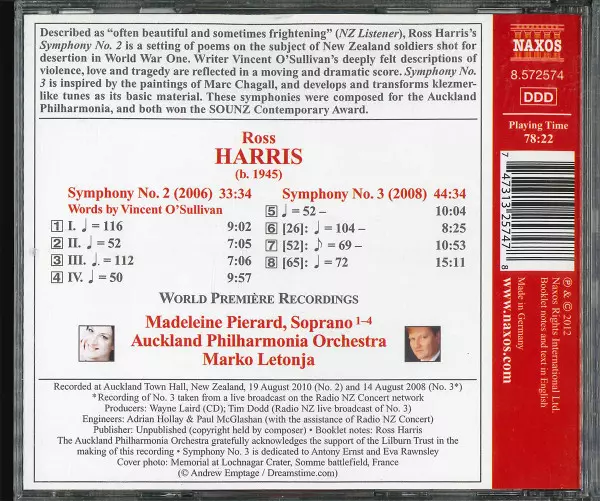 Described as “often beautiful and sometimes frightening” (NZ Listener), Ross Harris’s
Symphony No. 2 is a setting of poems on the subject of New Zealand soldiers shot for
desertion in World War One. Writer Vincent O’Sullivan’s deeply felt descriptions of
violence, love and tragedy are reflected in a moving and dramatic score. Symphony No.
3 is inspired by the paintings of Marc Chagall, and develops and transforms klezmer-
like tunes as its basic material. These symphonies were composed for the Auckland
Philharmonia, and both won the SOUNZ Contemporary Award.
Ross
HARRIS
(b. 1945)
Symphony No. 2 (2006) 33:34
Words by Vincent O’Sullivan
1 I. ♩ = 116 9:02
2 II. ♩ = 52 7:05
3 III. ♩. = 112 7:06
4 IV. ♩ = 50 9:57
Symphony No. 3 (2008) 44:34
5 ♩ = 52 – 10:04
6 [26]: ♩ = 104 – 8:25
7 [52]: ♪ = 69 – 10:53
8 [65]: ♩ = 72 15:11
WORLD PREMIÈRE RECORDINGS
Madeleine Pierard, Soprano 1–4
Auckland Philharmonia Orchestra
Marko Letonja
Recorded at Auckland Town Hall, New Zealand, 19 August 2010 (No. 2) and 14 August 2008 (No. 3*)
*Recording of No. 3 taken from a live broadcast on the Radio NZ Concert network
Producers: Wayne Laird (CD); Tim Dodd (Radio NZ live broadcast of No. 3)
Engineers: Adrian Hollay & Paul McGlashan (with the assistance of Radio NZ Concert)
Publisher: Unpublished (copyright held by composer) • Booklet notes: Ross Harris
The Auckland Philharmonia Orchestra gratefully acknowledges the support of the Lilburn Trust in the
making of this recording • Symphony No. 3 is dedicated to Antony Ernst and Eva Rawnsley
Cover photo: Memorial at Lochnagar Crater, Somme battlefield, France
(© Andrew Emptage / Dreamstime.com)
NAXOS
8.572574
DDD
Playing Time
78:22
7 47313 25747 8
℗ & © 2012
Naxos Rights International Ltd.
Booklet notes and text in English
Made in Germany
www.naxos.com